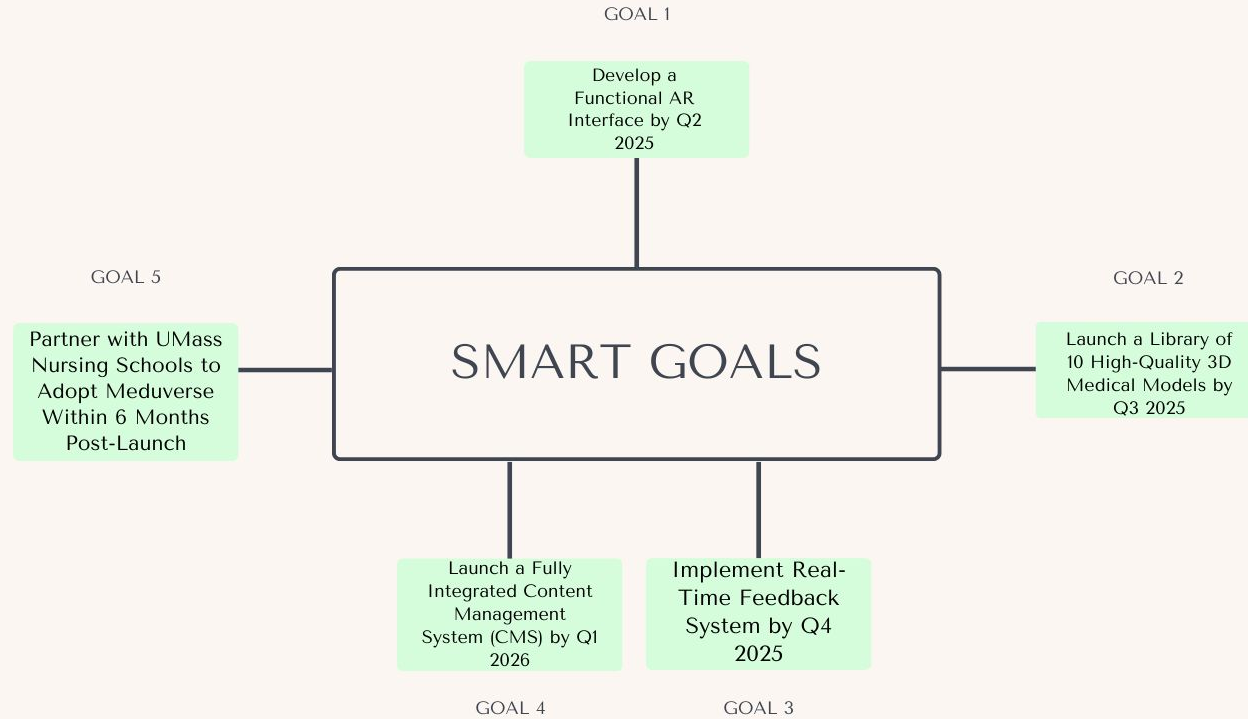 GOAL 1
Develop a
Functional AR
Interface by Q2
2025
GOAL 5
Partner with UMass
Nursing Schools to
Adopt Meduverse
Within 6 Months
Post-Launch
SMART GOALS
GOAL 2
Launch a Library of
10 High-Quality 3D
Medical Models by
Q3 2025
Launch a Fully
Integrated Content
Management
System (CMS) by Q1
2026
GOAL 4
Implement Real-
Time Feedback
System by Q4
2025
GOAL 3